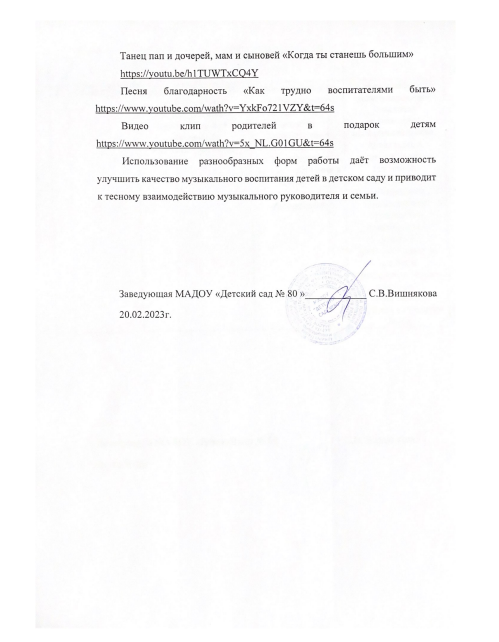 Танец пап и дочерей, мам и сыновей «Когда ты станешь большим»
https://youtu.be/h1TUWTxCQ4Y
Песня благодарность «Как трудно воспитателями быть»
https://www.youtube.com/wath?v=YxkFo721VZY&t=64s
Видео клип родителей в подарок детям
https://www.youtube.com/wath?v=5x_NL.G01GU&t=64s
Использование разнообразных форм работы даёт возможность
улучшить качество музыкального воспитания детей в детском саду и приводит
к тесному взаимодействию музыкального руководителя и семьи.
Заведующая МАДОУ «Детский сад № 80 »____________ С.В.Вишнякова
20.02.2023г.